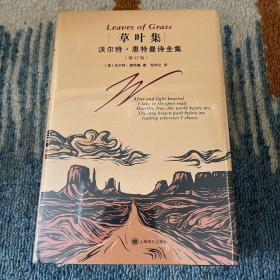 Leaves of Grass
草叶集
沃尔特·惠特曼诗全集
（修订版）
［美］沃尔特·惠特曼 著 邹仲之 译
W
Afoot and light-hearted
I take to the open road,
Healthy, free, the world before me,
The long brown path before me
leading wherever I choose.
上海译文出版社